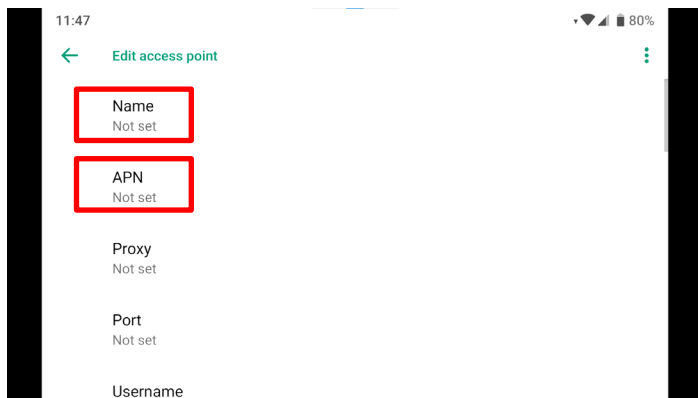 11:47
80%
Edit access point
Name
Not set
APN
Not set
Proxy
Not set
Port
Not set
Username